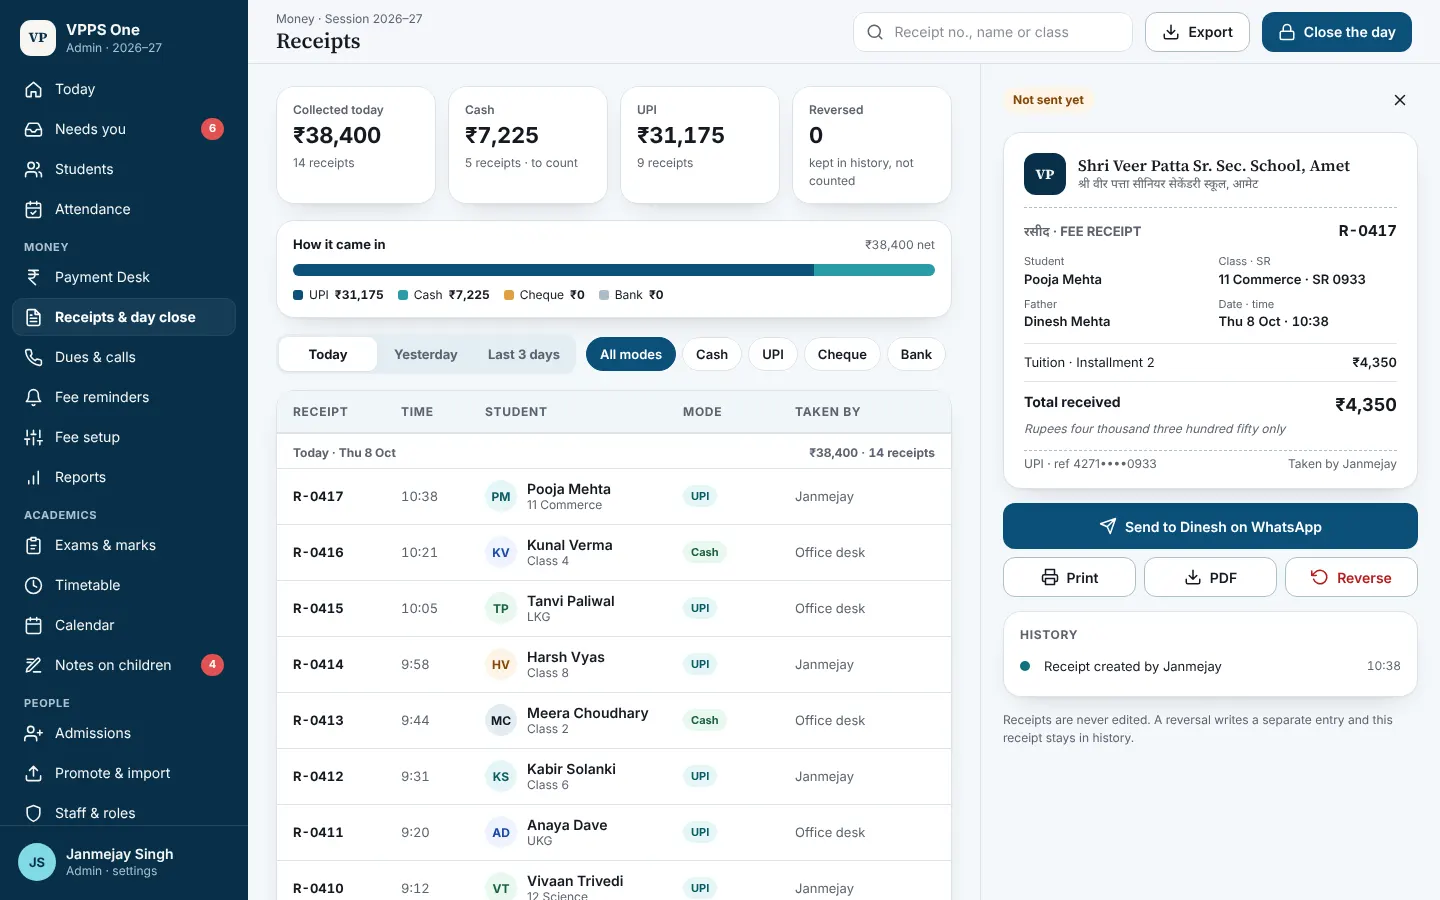 VP
VPPS One
Admin · 2026–27
Today
Needs you 6
Students
Attendance
MONEY
Payment Desk
Receipts & day close
Dues & calls
Fee reminders
Fee setup
Reports
ACADEMICS
Exams & marks
Timetable
Calendar
Notes on children 4
PEOPLE
Admissions
Promote & import
Staff & roles
JS
Janmejay Singh
Admin · settings
Money · Session 2026–27
Receipts
Receipt no., name or class
Export
Close the day
Collected today
₹38,400
14 receipts
Cash
₹7,225
5 receipts · to count
UPI
₹31,175
9 receipts
Reversed
0
kept in history, not
counted
How it came in ₹38,400 net
UPI ₹31,175 Cash ₹7,225 Cheque ₹0 Bank ₹0
Today Yesterday Last 3 days All modes Cash UPI Cheque Bank
RECEIPT TIME STUDENT MODE TAKEN BY
Today · Thu 8 Oct ₹38,400 · 14 receipts
R-0417 10:38 PM Pooja Mehta UPI Janmejay
11 Commerce
R-0416 10:21 KV Kunal Verma Cash Office desk
Class 4
R-0415 10:05 TP Tanvi Paliwal UPI Office desk
LKG
R-0414 9:58 HV Harsh Vyas UPI Janmejay
Class 8
R-0413 9:44 MC Meera Choudhary Cash Office desk
Class 2
R-0412 9:31 KS Kabir Solanki UPI Janmejay
Class 6
R-0411 9:20 AD Anaya Dave UPI Office desk
UKG
R-0410 9:12 VT Vivaan Trivedi UPI Janmejay
12 Science
Not sent yet
VP
Shri Veer Patta Sr. Sec. School, Amet
श्री वीर पत्ता सीनियर सेकेंडरी स्कूल, आमेट
रसीद · FEE RECEIPT R-0417
Student Class · SR
Pooja Mehta 11 Commerce · SR 0933
Father Date · time
Dinesh Mehta Thu 8 Oct · 10:38
Tuition · Installment 2 ₹4,350
Total received ₹4,350
Rupees four thousand three hundred fifty only
UPI · ref 4271••••0933 Taken by Janmejay
Send to Dinesh on WhatsApp
Print PDF Reverse
HISTORY
Receipt created by Janmejay 10:38
Receipts are never edited. A reversal writes a separate entry and this
receipt stays in history.